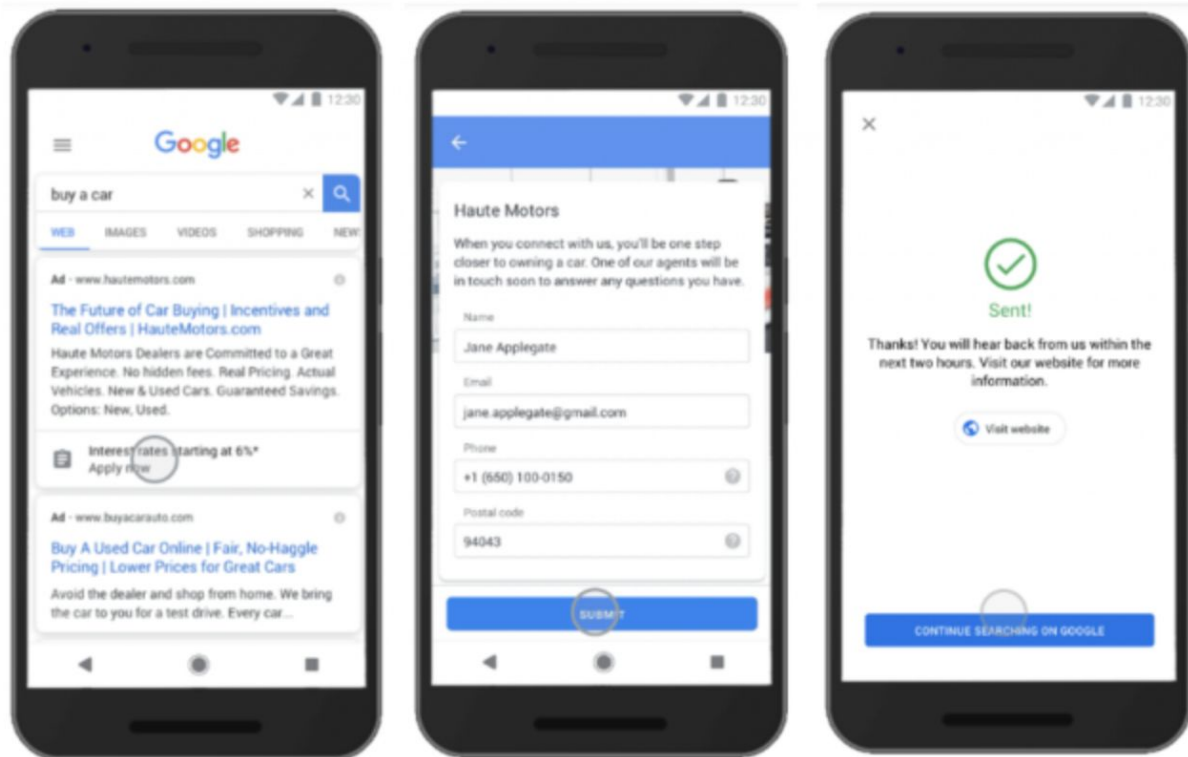 12:30
Google
buy a car
WEB IMAGES VIDEOS SHOPPING NEWS
Ad - www.hautemotors.com
The Future of Car Buying | Incentives and
Real Offers | HauteMotors.com
Haute Motors Dealers are Committed to a Great
Experience. No hidden fees. Real Pricing. Actual
Vehicles. New & Used Cars. Guaranteed Savings.
Options: New, Used.
Interest rates starting at 6%*
Apply now
Ad - www.buyacarauto.com
Buy A Used Car Online | Fair, No-Haggle
Pricing | Lower Prices for Great Cars
Avoid the dealer and shop from home. We bring
the car to you for a test drive. Every car...
12:30
Haute Motors
When you connect with us, you'll be one step
closer to owning a car. One of our agents will be
in touch soon to answer any questions you have.
Name
Jane Applegate
Email
jane.applegate@gmail.com
Phone
+1 (650) 100-0150
Postal code
94043
SUBMIT
12:30
Sent!
Thanks! You will hear back from us within the
next two hours. Visit our website for more
information.
Visit website
CONTINUE SEARCHING ON GOOGLE